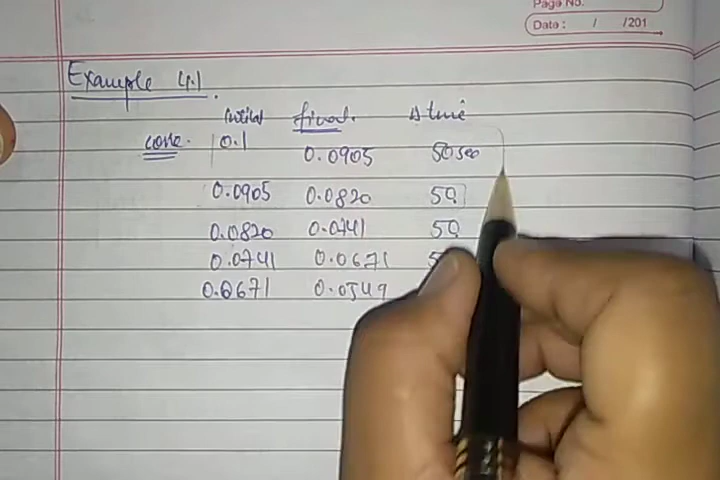 Page No.
Date : / /201
Example 4.1
initial final. Δ time
conc. 0.1 0.0905 50 sec
0.0905 0.0820 50.
0.0820 0.0741 50.
0.0741 0.0671 5
0.0671 0.0549